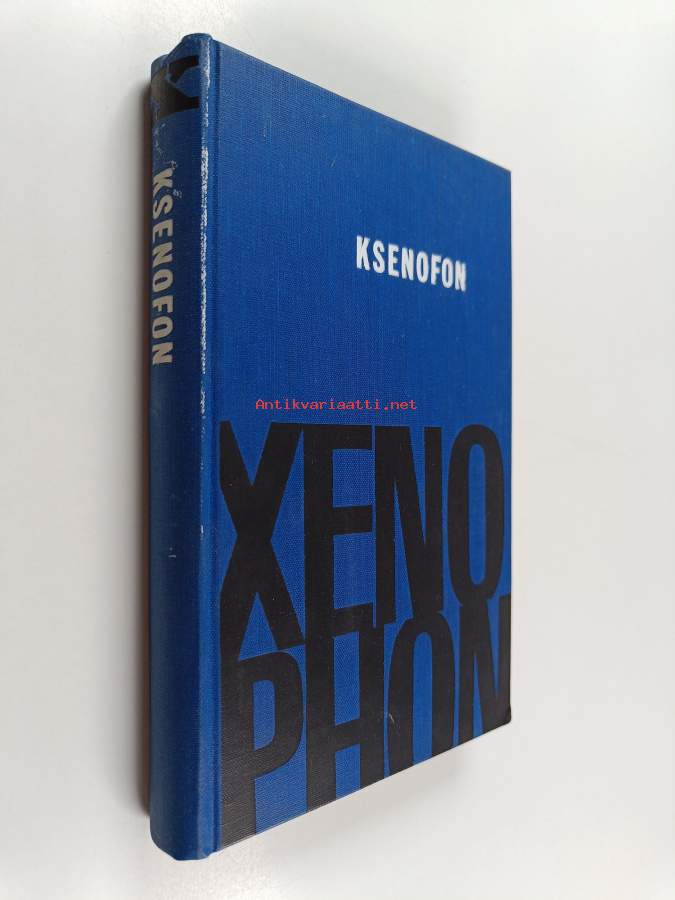 KSENOFON
KSENOFON
Antikvariaatti.net
XENO
PHON